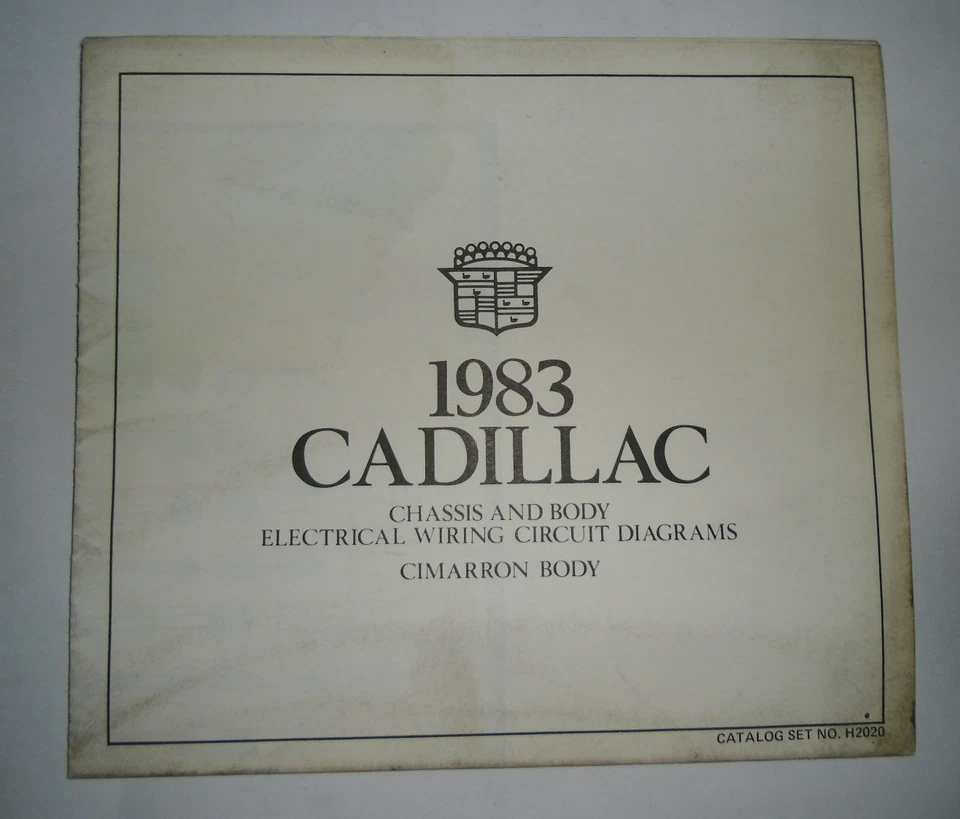 1983
CADILLAC
CHASSIS AND BODY
ELECTRICAL WIRING CIRCUIT DIAGRAMS
CIMARRON BODY
CATALOG SET NO. H2020